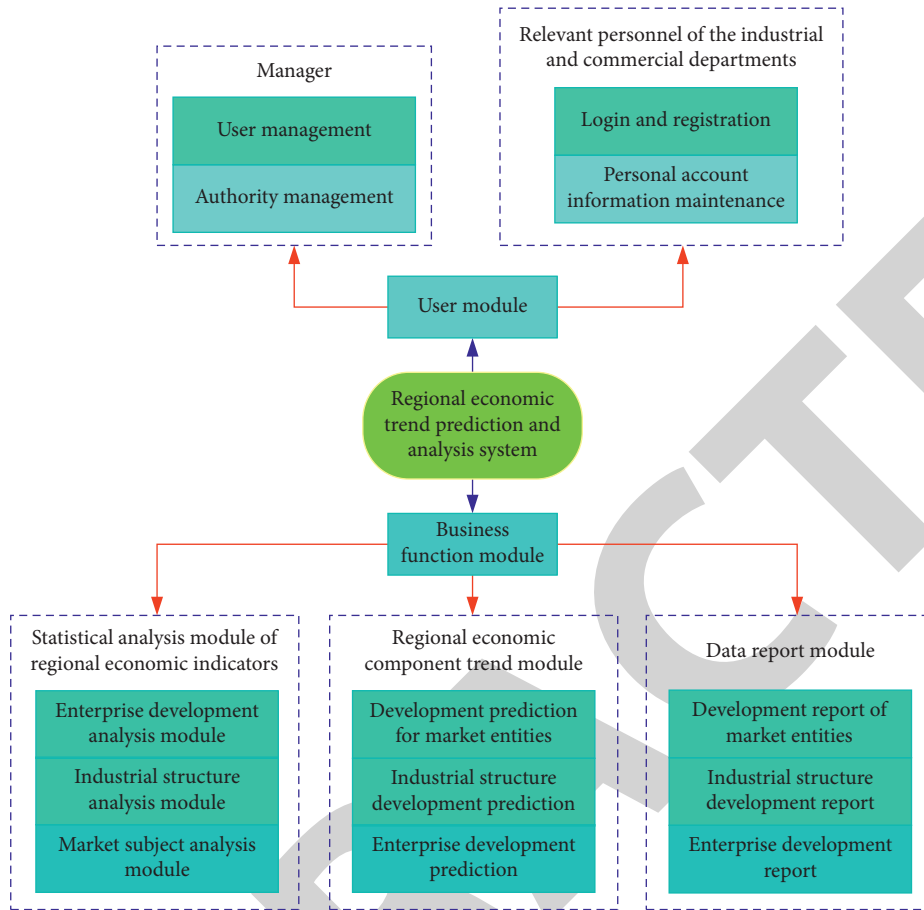 Manager
User management
Authority management
Relevant personnel of the industrial
and commercial departments
Login and registration
Personal account
information maintenance
User module
Regional economic
trend prediction and
analysis system
Business
function module
Statistical analysis module of
regional economic indicators
Enterprise development
analysis module
Industrial structure
analysis module
Market subject analysis
module
Regional economic
component trend module
Development prediction
for market entities
Industrial structure
development prediction
Enterprise development
prediction
Data report module
Development report of
market entities
Industrial structure
development report
Enterprise development
report